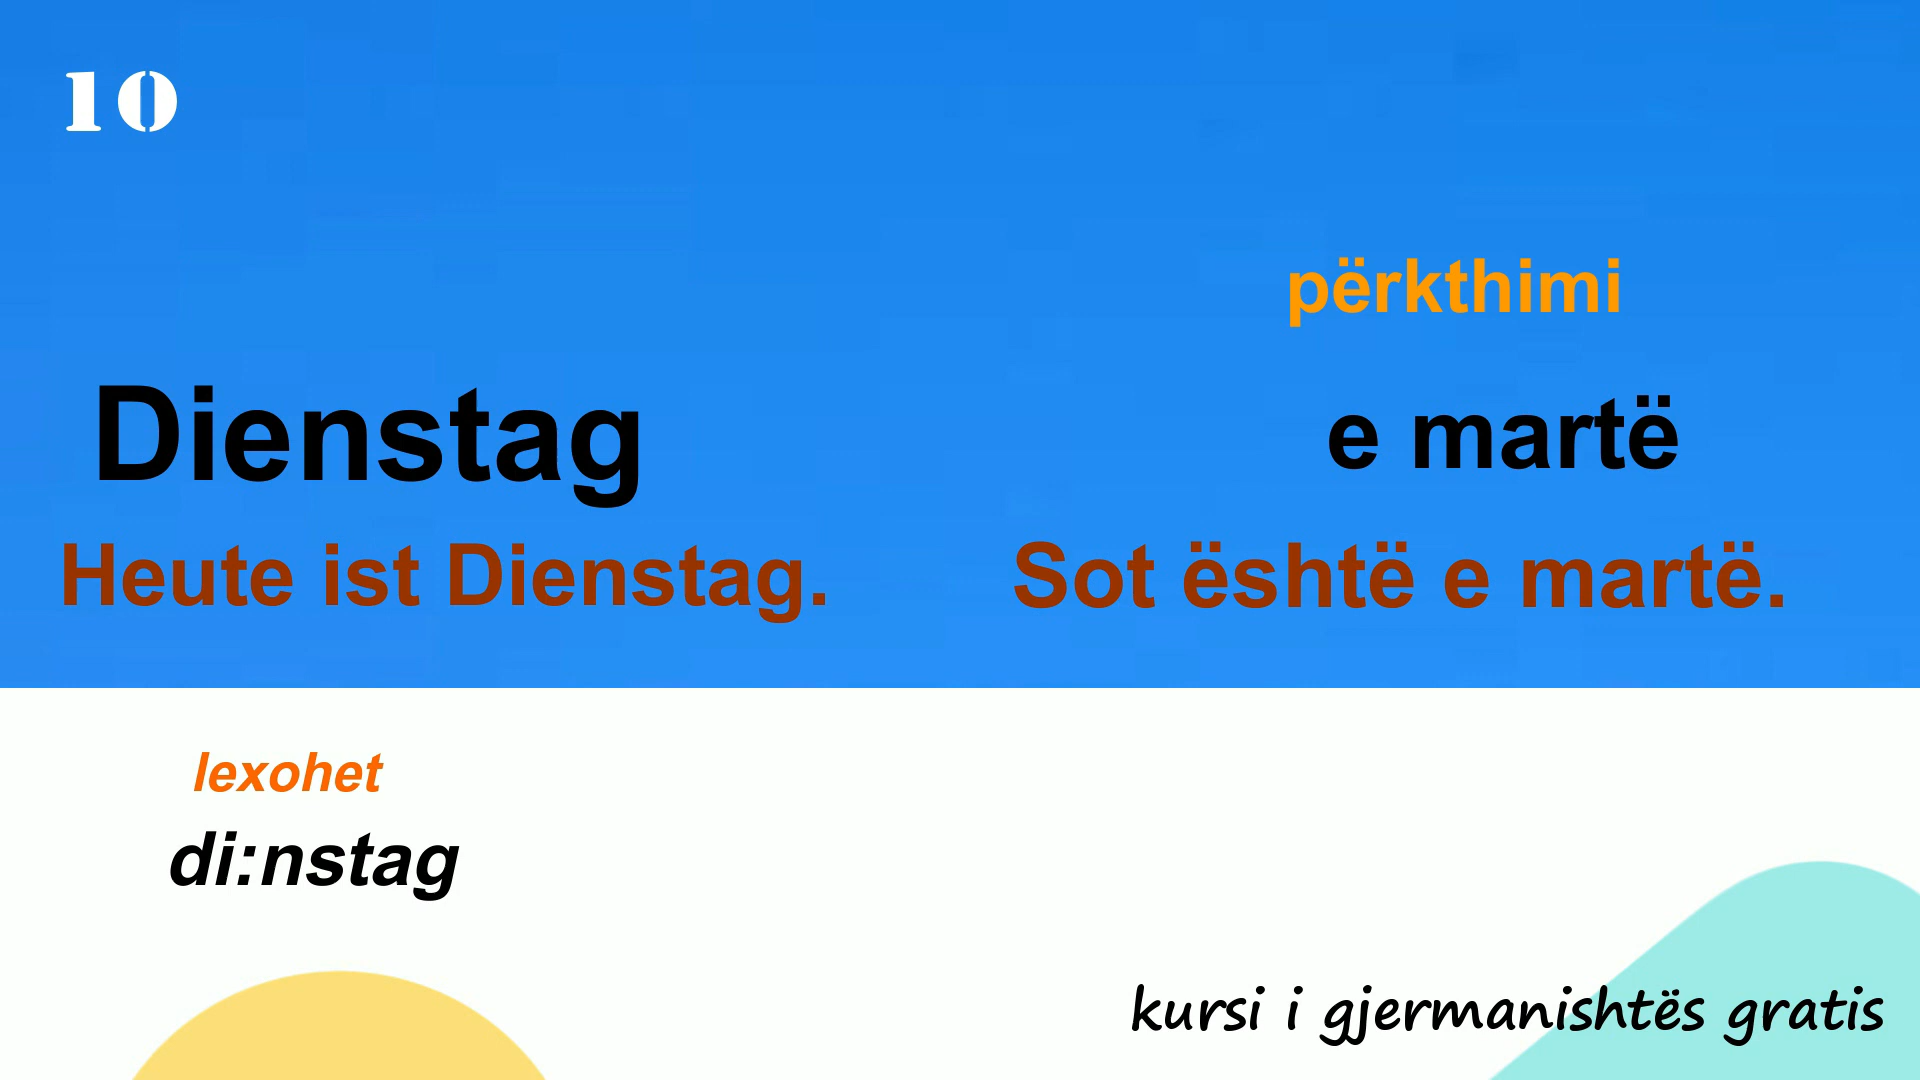 10
përkthimi
Dienstag
e martë
Heute ist Dienstag.
Sot është e martë.
lexohet
di:nstag
kursi i gjermanishtës gratis